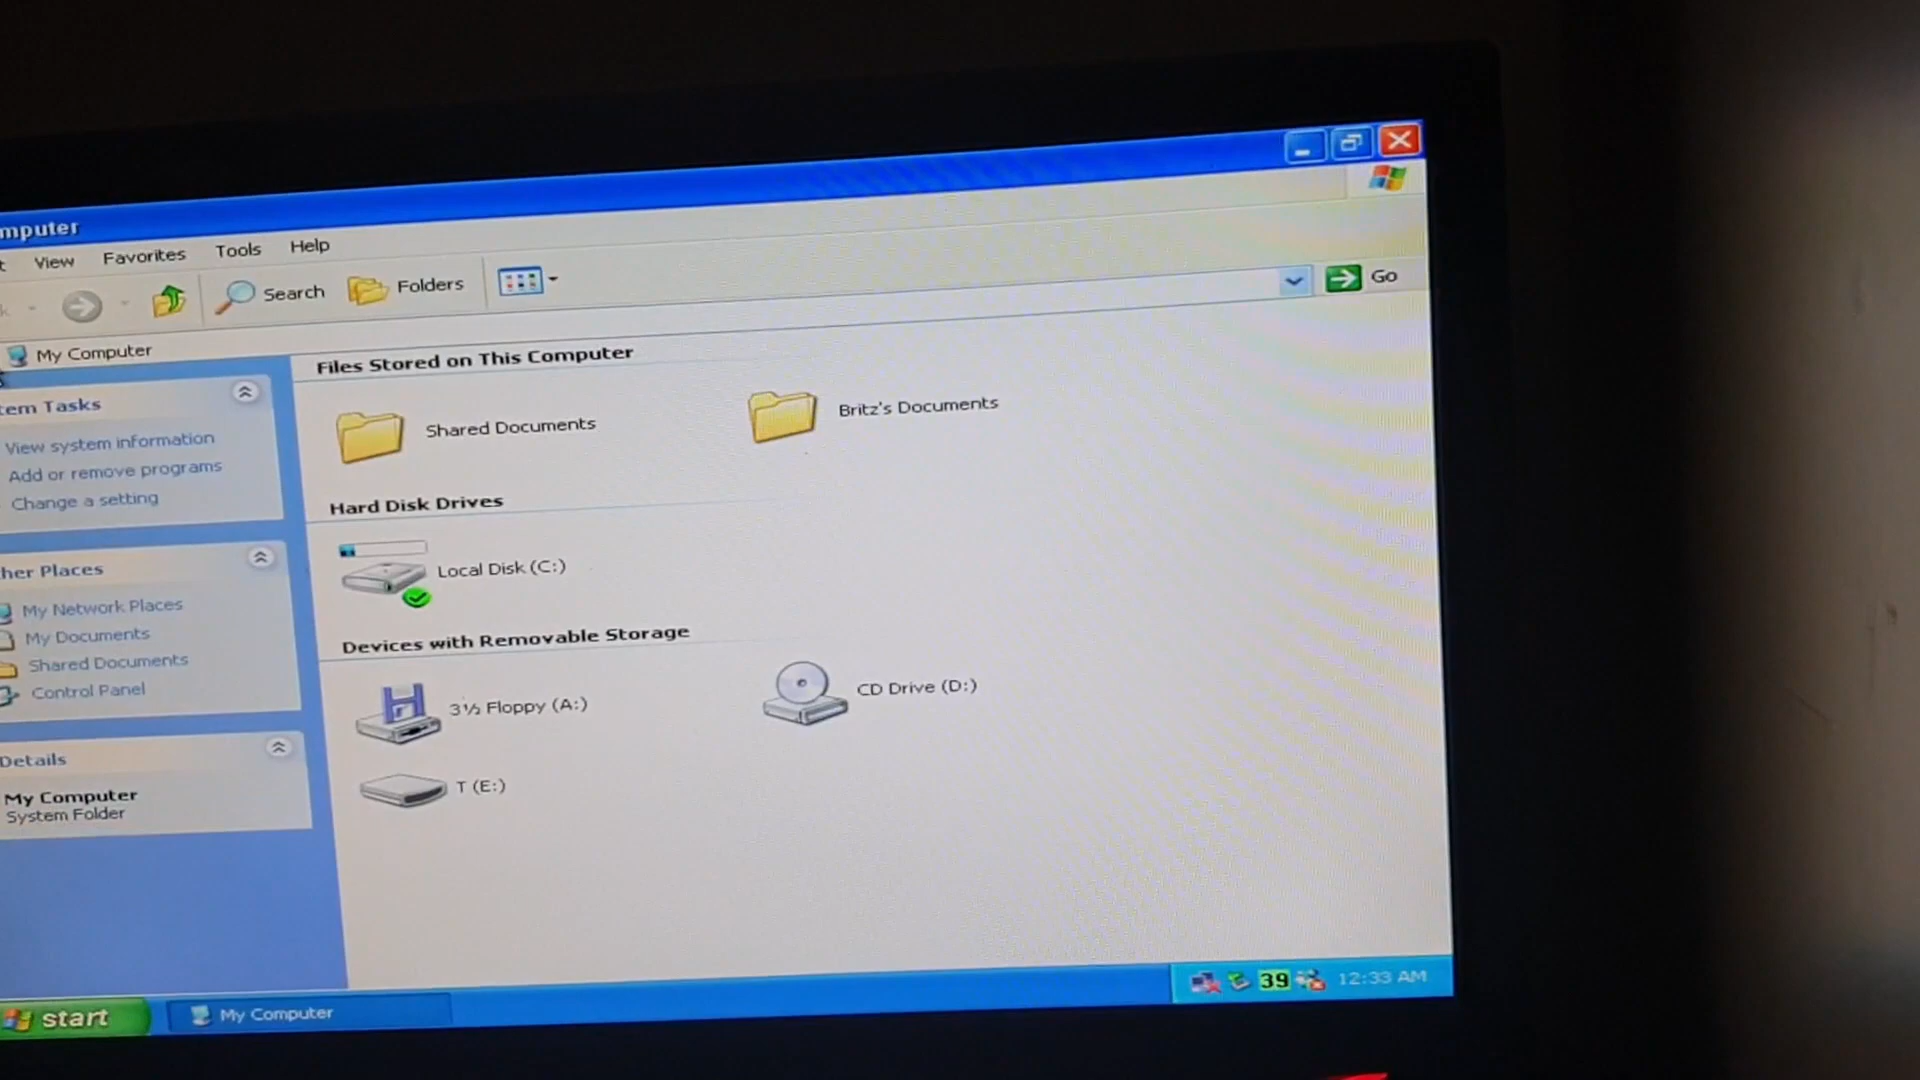 mputer
t View Favorites Tools Help
k Search Folders
My Computer Go
Files Stored on This Computer
Shared Documents Britz's Documents
Hard Disk Drives
Local Disk (C:)
Devices with Removable Storage
3½ Floppy (A:) CD Drive (D:)
T (E:)
tem Tasks
View system information
Add or remove programs
Change a setting
her Places
My Network Places
My Documents
Shared Documents
Control Panel
Details
My Computer
System Folder
start My Computer 39 12:33 AM